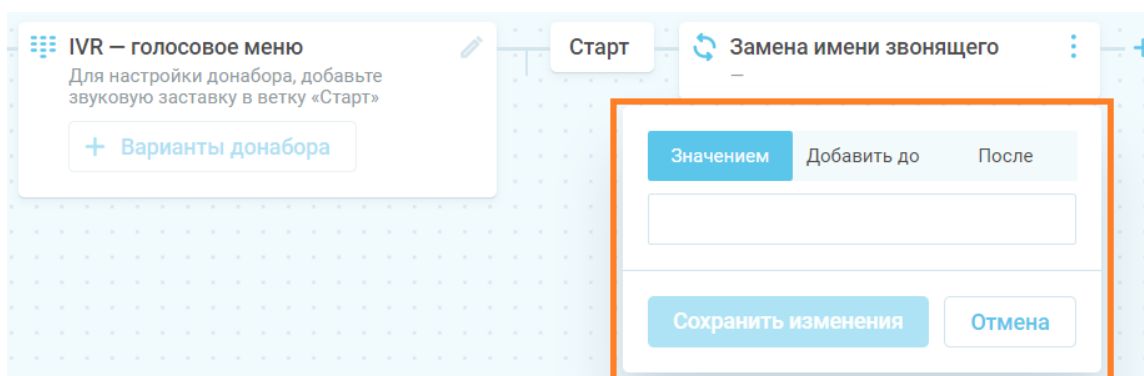 IVR — голосовое меню
Для настройки донабора, добавьте
звуковую заставку в ветку «Старт»
+ Варианты донабора
Старт
Замена имени звонящего
—
Значением Добавить до После
Сохранить изменения Отмена